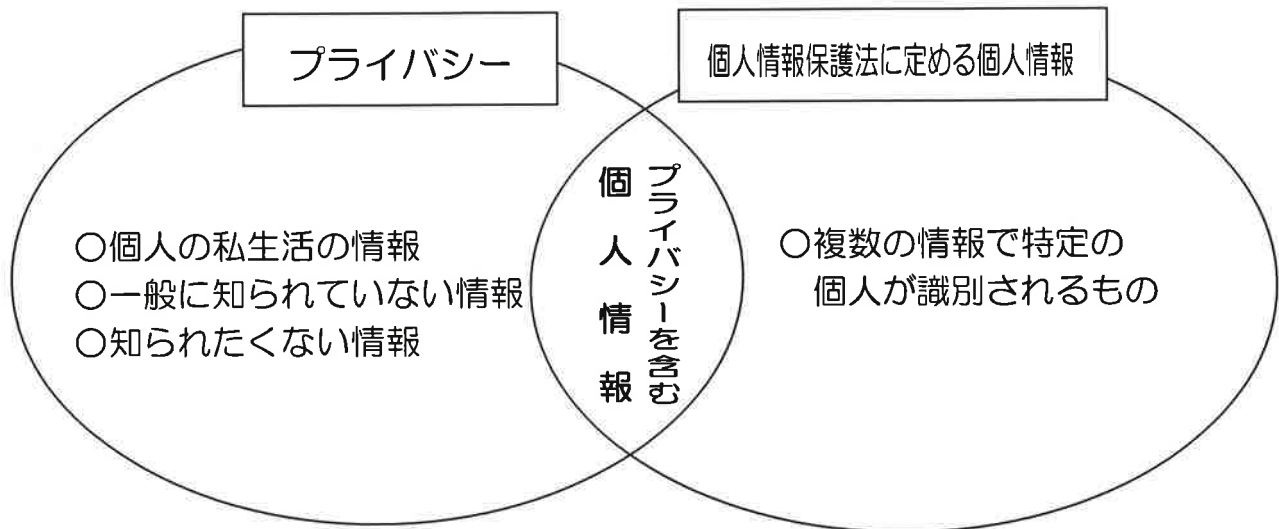 プライバシー
個人情報保護法に定める個人情報
○個人の私生活の情報
○一般に知られていない情報
○知られたくない情報
プライバシーを含む
個人情報
○複数の情報で特定の
個人が識別されるもの